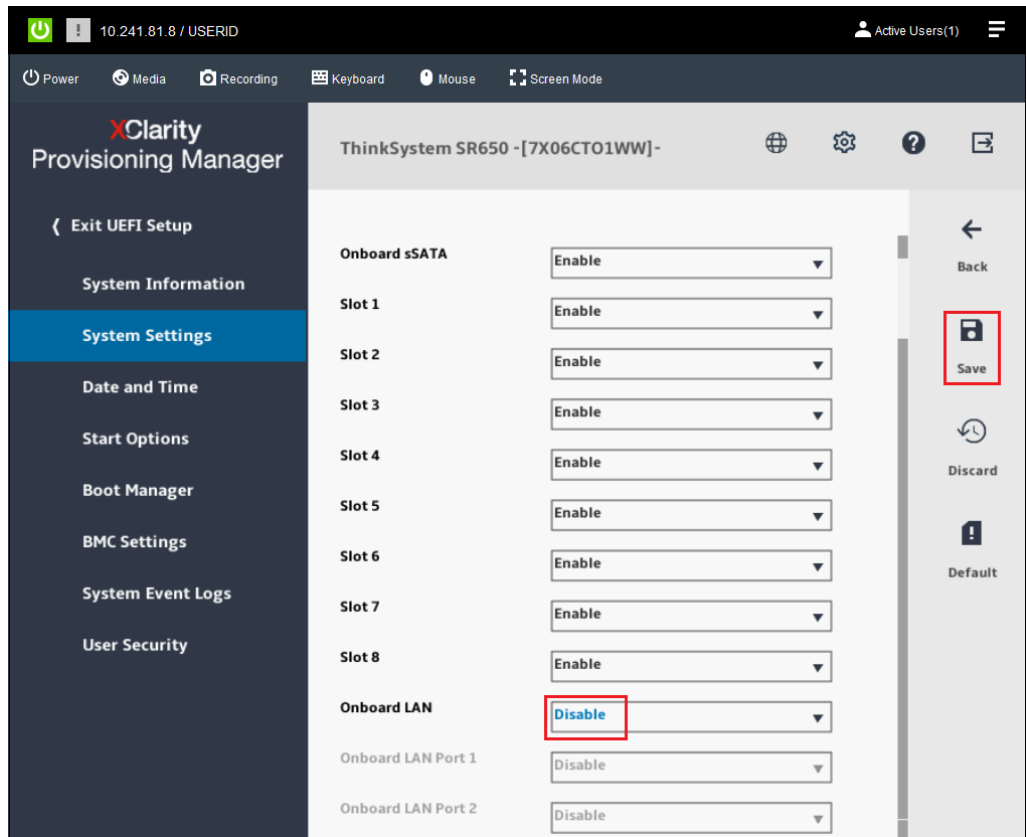 10.241.81.8 / USERID
Active Users(1)
Power Media Recording Keyboard Mouse Screen Mode
XClarity
Provisioning Manager
ThinkSystem SR650 -[7X06CTO1WW]-
Exit UEFI Setup
System Information
System Settings
Date and Time
Start Options
Boot Manager
BMC Settings
System Event Logs
User Security
Onboard sSATA Enable
Slot 1 Enable
Slot 2 Enable
Slot 3 Enable
Slot 4 Enable
Slot 5 Enable
Slot 6 Enable
Slot 7 Enable
Slot 8 Enable
Onboard LAN Disable
Onboard LAN Port 1 Disable
Onboard LAN Port 2 Disable
Back
Save
Discard
Default